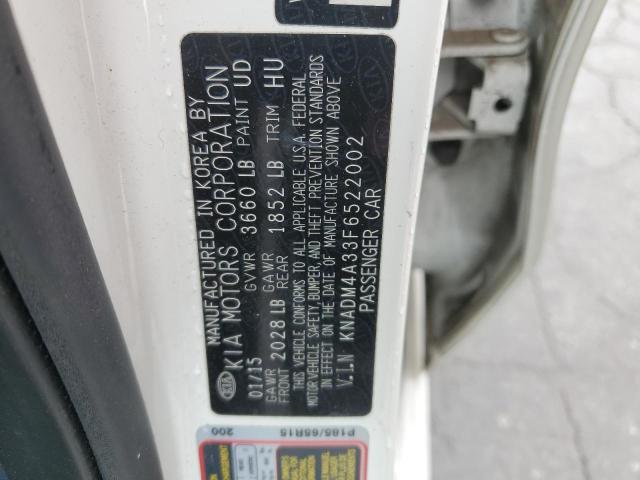 MANUFACTURED IN KOREA BY
KIA MOTORS CORPORATION
01/15 GVWR 3660 LB PAINT UD
GAWR FRONT 2028 LB GAWR REAR 1852 LB TRIM HU
THIS VEHICLE CONFORMS TO ALL APPLICABLE U.S.A. FEDERAL
MOTOR VEHICLE SAFETY, BUMPER, AND THEFT PREVENTION STANDARDS
IN EFFECT ON THE DATE OF MANUFACTURE SHOWN ABOVE
V.I.N KNADM4A33F6522002
PASSENGER CAR
KIA
200 P185/65R15